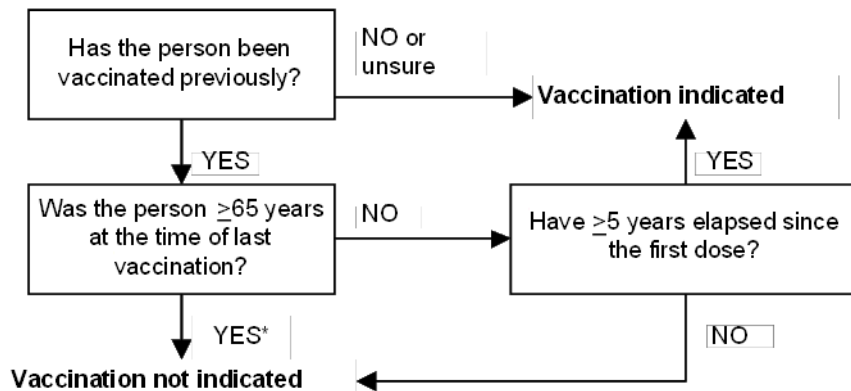 Has the person been
vaccinated previously?
NO or
unsure
Vaccination indicated
YES
YES
Was the person ≥65 years
at the time of last
vaccination?
NO
Have ≥5 years elapsed since
the first dose?
YES*
NO
Vaccination not indicated